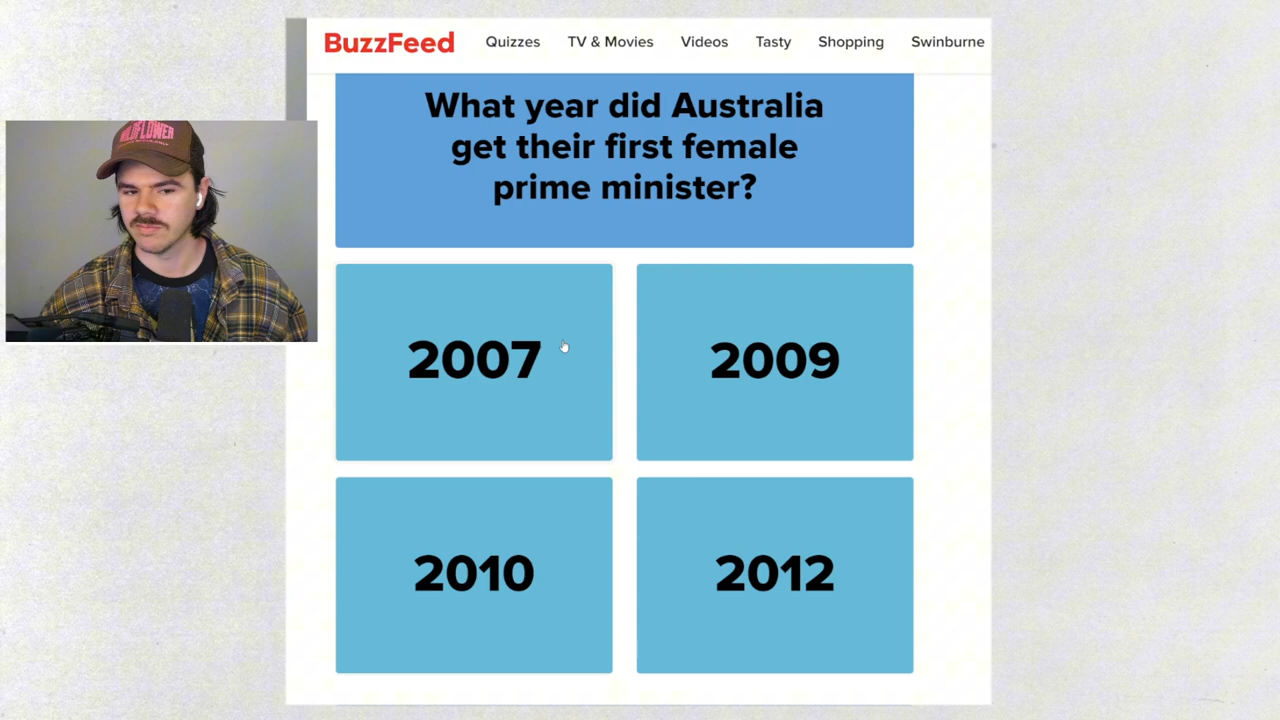 BuzzFeed Quizzes TV & Movies Videos Tasty Shopping Swinburne
What year did Australia
get their first female
prime minister?
WILDFLOWER
2007 2009
2010 2012